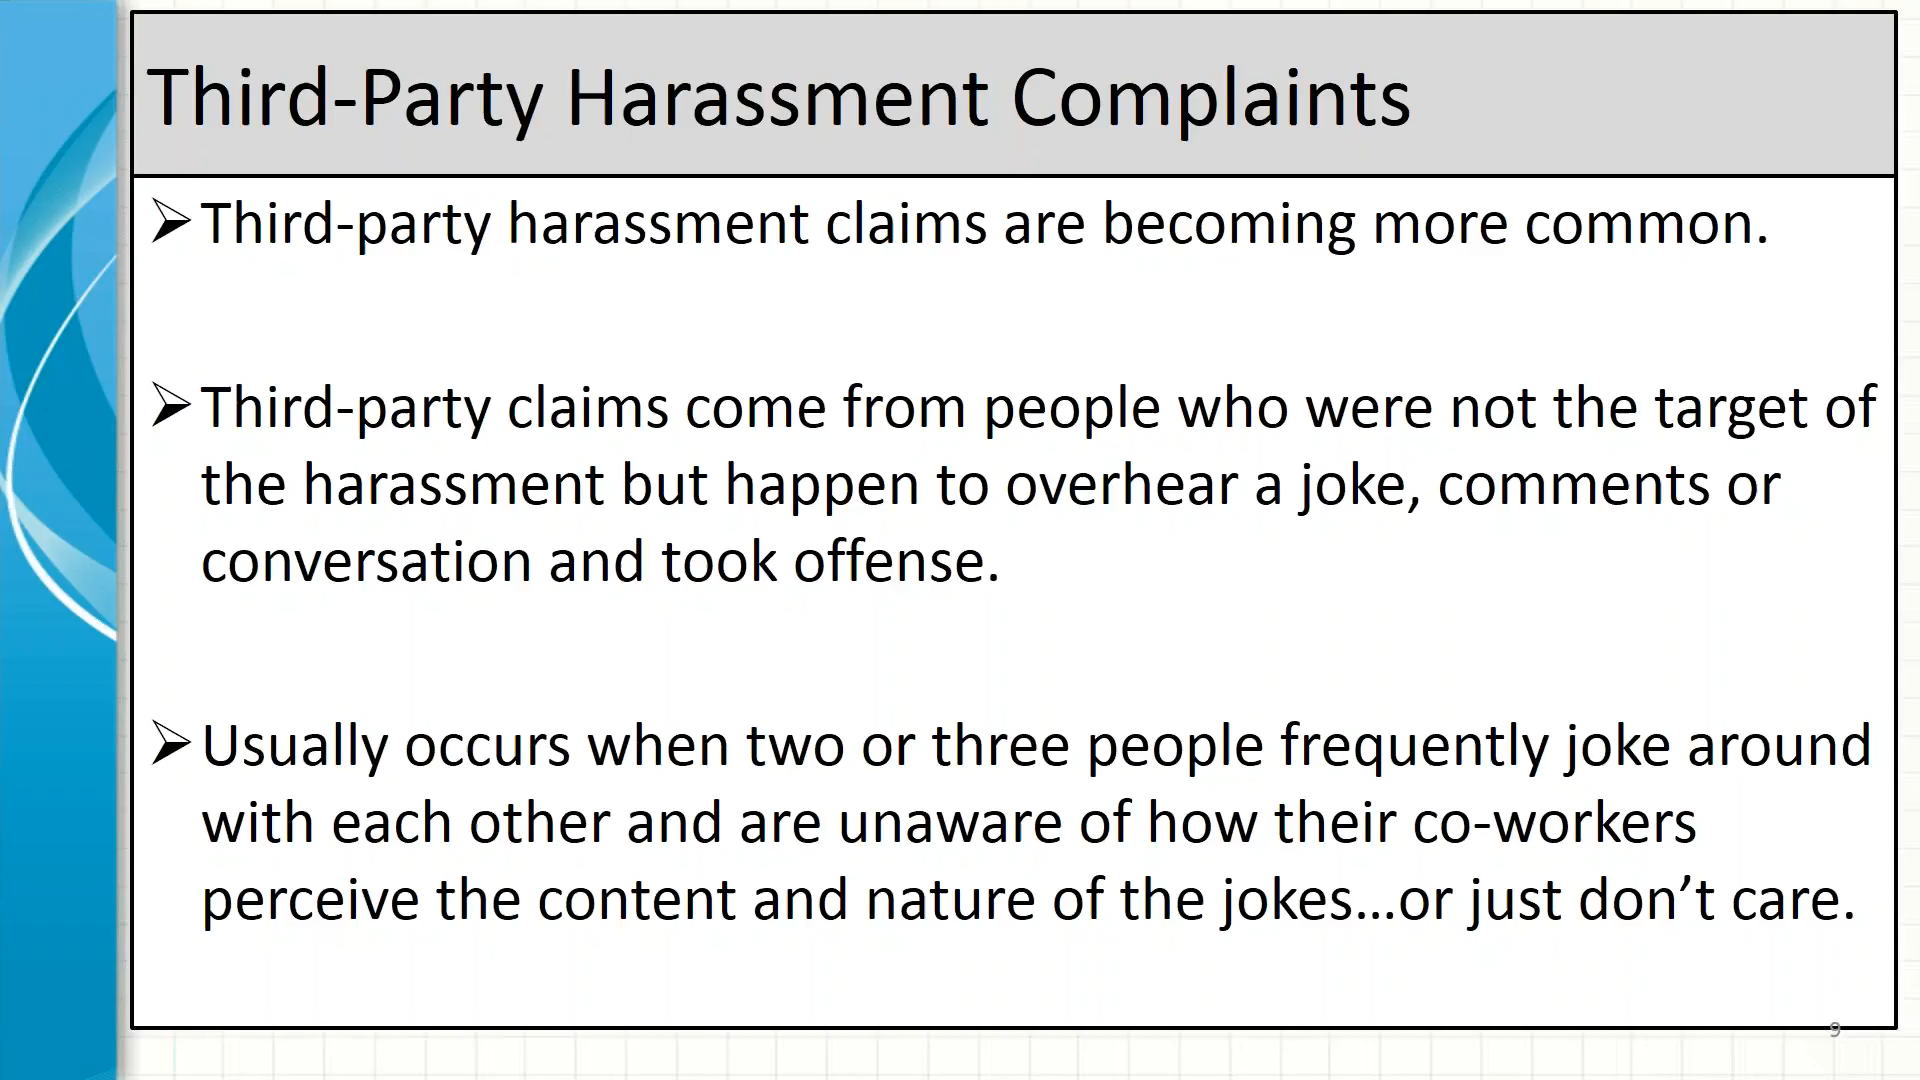 Third-Party Harassment Complaints
Third-party harassment claims are becoming more common.
Third-party claims come from people who were not the target of
the harassment but happen to overhear a joke, comments or
conversation and took offense.
Usually occurs when two or three people frequently joke around
with each other and are unaware of how their co-workers
perceive the content and nature of the jokes…or just don’t care.
9